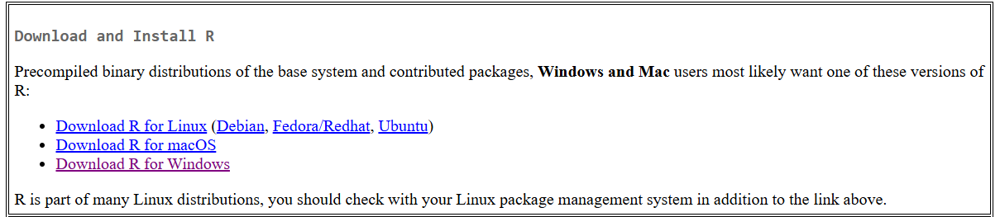 Download and Install R
Precompiled binary distributions of the base system and contributed packages, Windows and Mac users most likely want one of these versions of
R:
• Download R for Linux (Debian, Fedora/Redhat, Ubuntu)
• Download R for macOS
• Download R for Windows
R is part of many Linux distributions, you should check with your Linux package management system in addition to the link above.